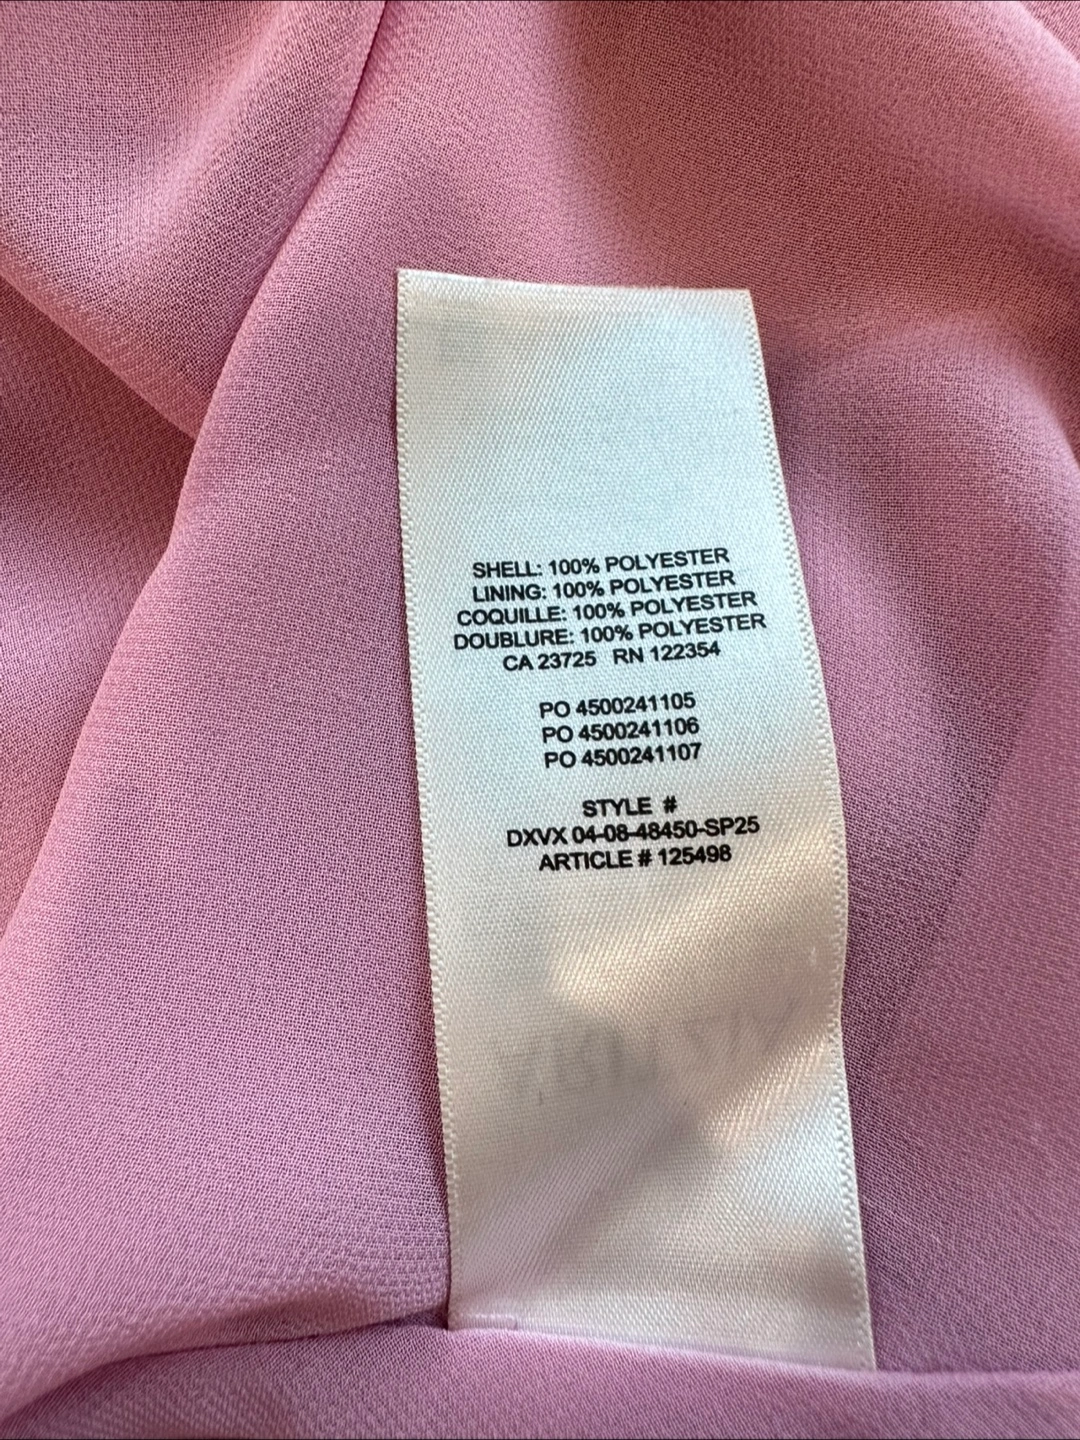 SHELL: 100% POLYESTER
LINING: 100% POLYESTER
COQUILLE: 100% POLYESTER
DOUBLURE: 100% POLYESTER
CA 23725 RN 122354
PO 4500241105
PO 4500241106
PO 4500241107
STYLE #
DXVX 04-08-48450-SP25
ARTICLE # 125498